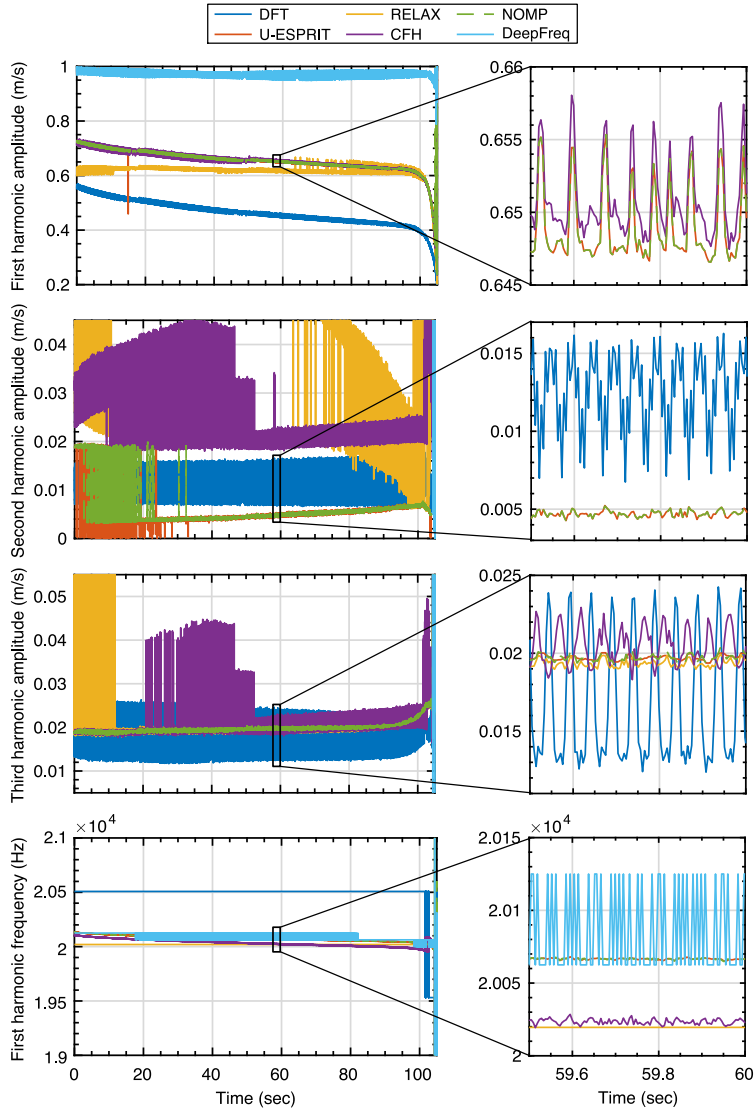 DFT
RELAX
NOMP
U-ESPRIT
CFH
DeepFreq
First harmonic amplitude (m/s)
1
0.8
0.6
0.4
0.2
0.66
0.655
0.65
0.645
Second harmonic amplitude (m/s)
0.04
0.03
0.02
0.01
0
0.015
0.01
0.005
Third harmonic amplitude (m/s)
0.05
0.04
0.03
0.02
0.01
0.025
0.02
0.015
First harmonic frequency (Hz)
×10⁴
2.1
2.05
2
1.95
1.9
0 20 40 60 80 100
Time (sec)
×10⁴
2.015
2.01
2.005
2
59.6 59.8 60
Time (sec)